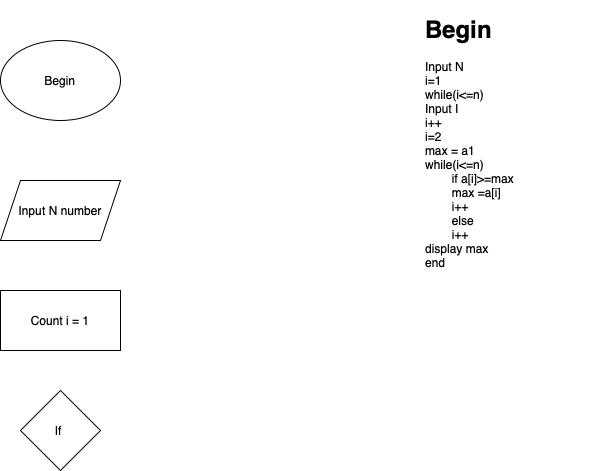 Begin
Input N number
Count i = 1
If
Begin
Input N
i=1
while(i<=n)
Input I
i++
i=2
max = a1
while(i<=n)
if a[i]>=max
max =a[i]
i++
else
i++
display max
end